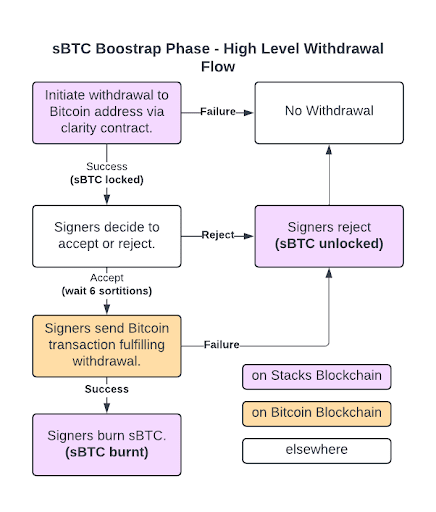 sBTC Boostrap Phase - High Level Withdrawal
Flow
Initiate withdrawal to
Bitcoin address via
clarity contract.
Failure
No Withdrawal
Success
(sBTC locked)
Signers decide to
accept or reject.
Reject
Signers reject
(sBTC unlocked)
Accept
(wait 6 sortitions)
Signers send Bitcoin
transaction fulfilling
withdrawal.
Failure
Success
on Stacks Blockchain
on Bitcoin Blockchain
Signers burn sBTC.
(sBTC burnt)
elsewhere